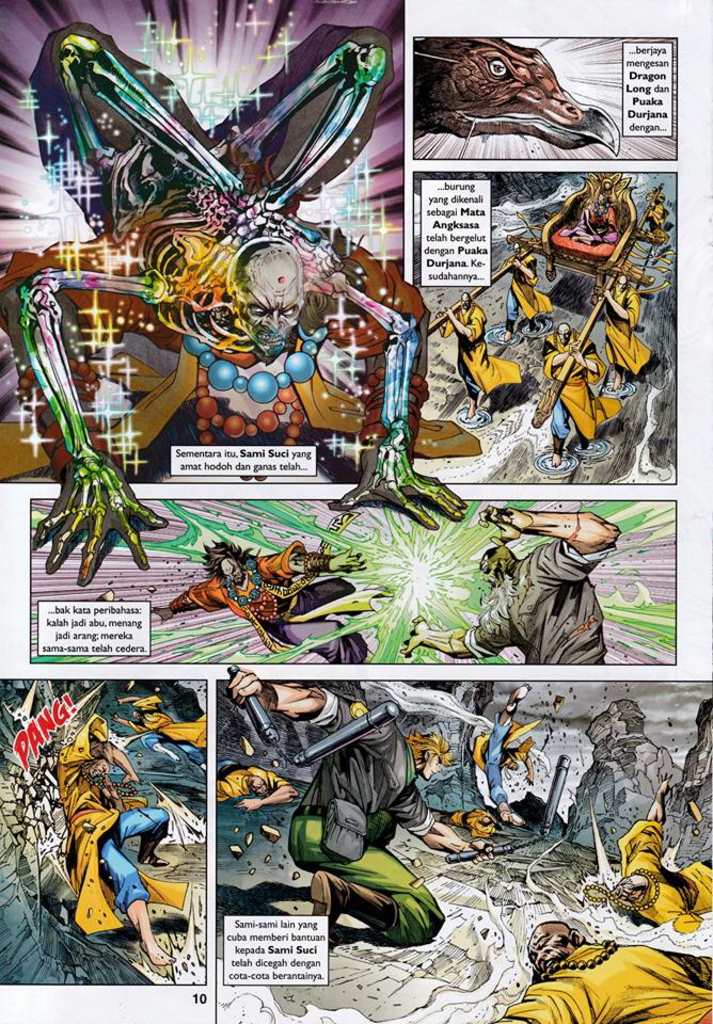 Sementara itu, Sami Suci yang
amat hodoh dan ganas telah...
...berjaya
mengesan
Dragon
Long dan
Puaka
Durjana
dengan...
...burung
yang dikenali
sebagai Mata
Angksasa
telah bergelut
dengan Puaka
Durjana. Ke-
sudahannya...
...bak kata peribahasa:
kalah jadi abu, menang
jadi arang; mereka
sama-sama telah cedera.
PANG!
Sami-sami lain yang
cuba memberi bantuan
kepada Sami Suci
telah dicegah dengan
cota-cota berantainya.
10